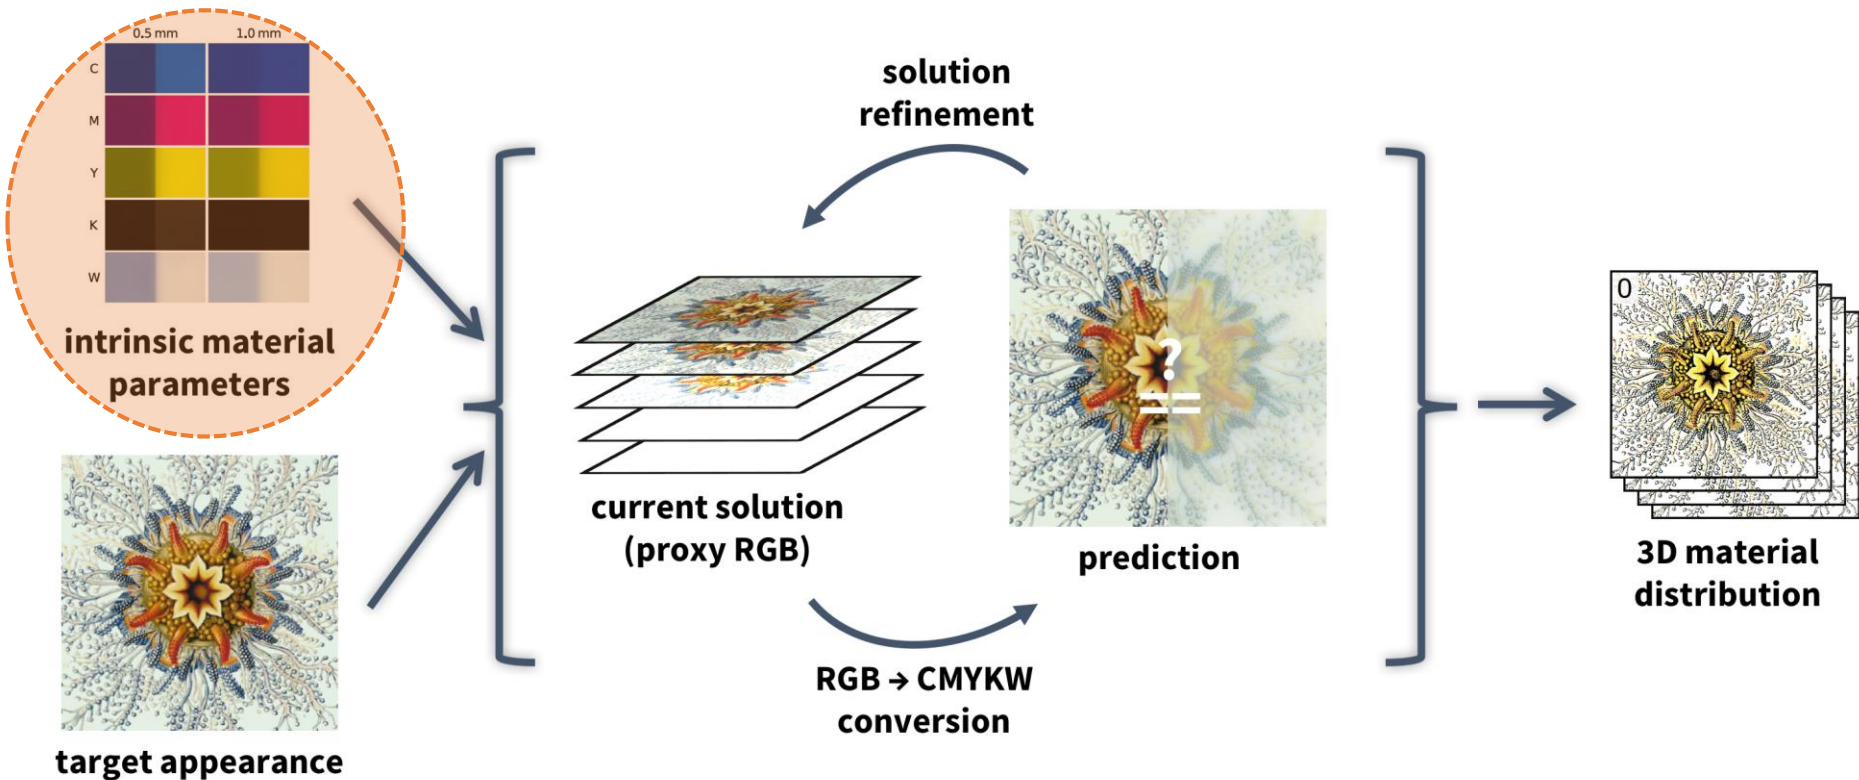 0.5 mm 1.0 mm
C
M
Y
K
W
intrinsic material
parameters
target appearance
solution
refinement
current solution
(proxy RGB)
?
==
prediction
RGB → CMYKW
conversion
0
3D material
distribution